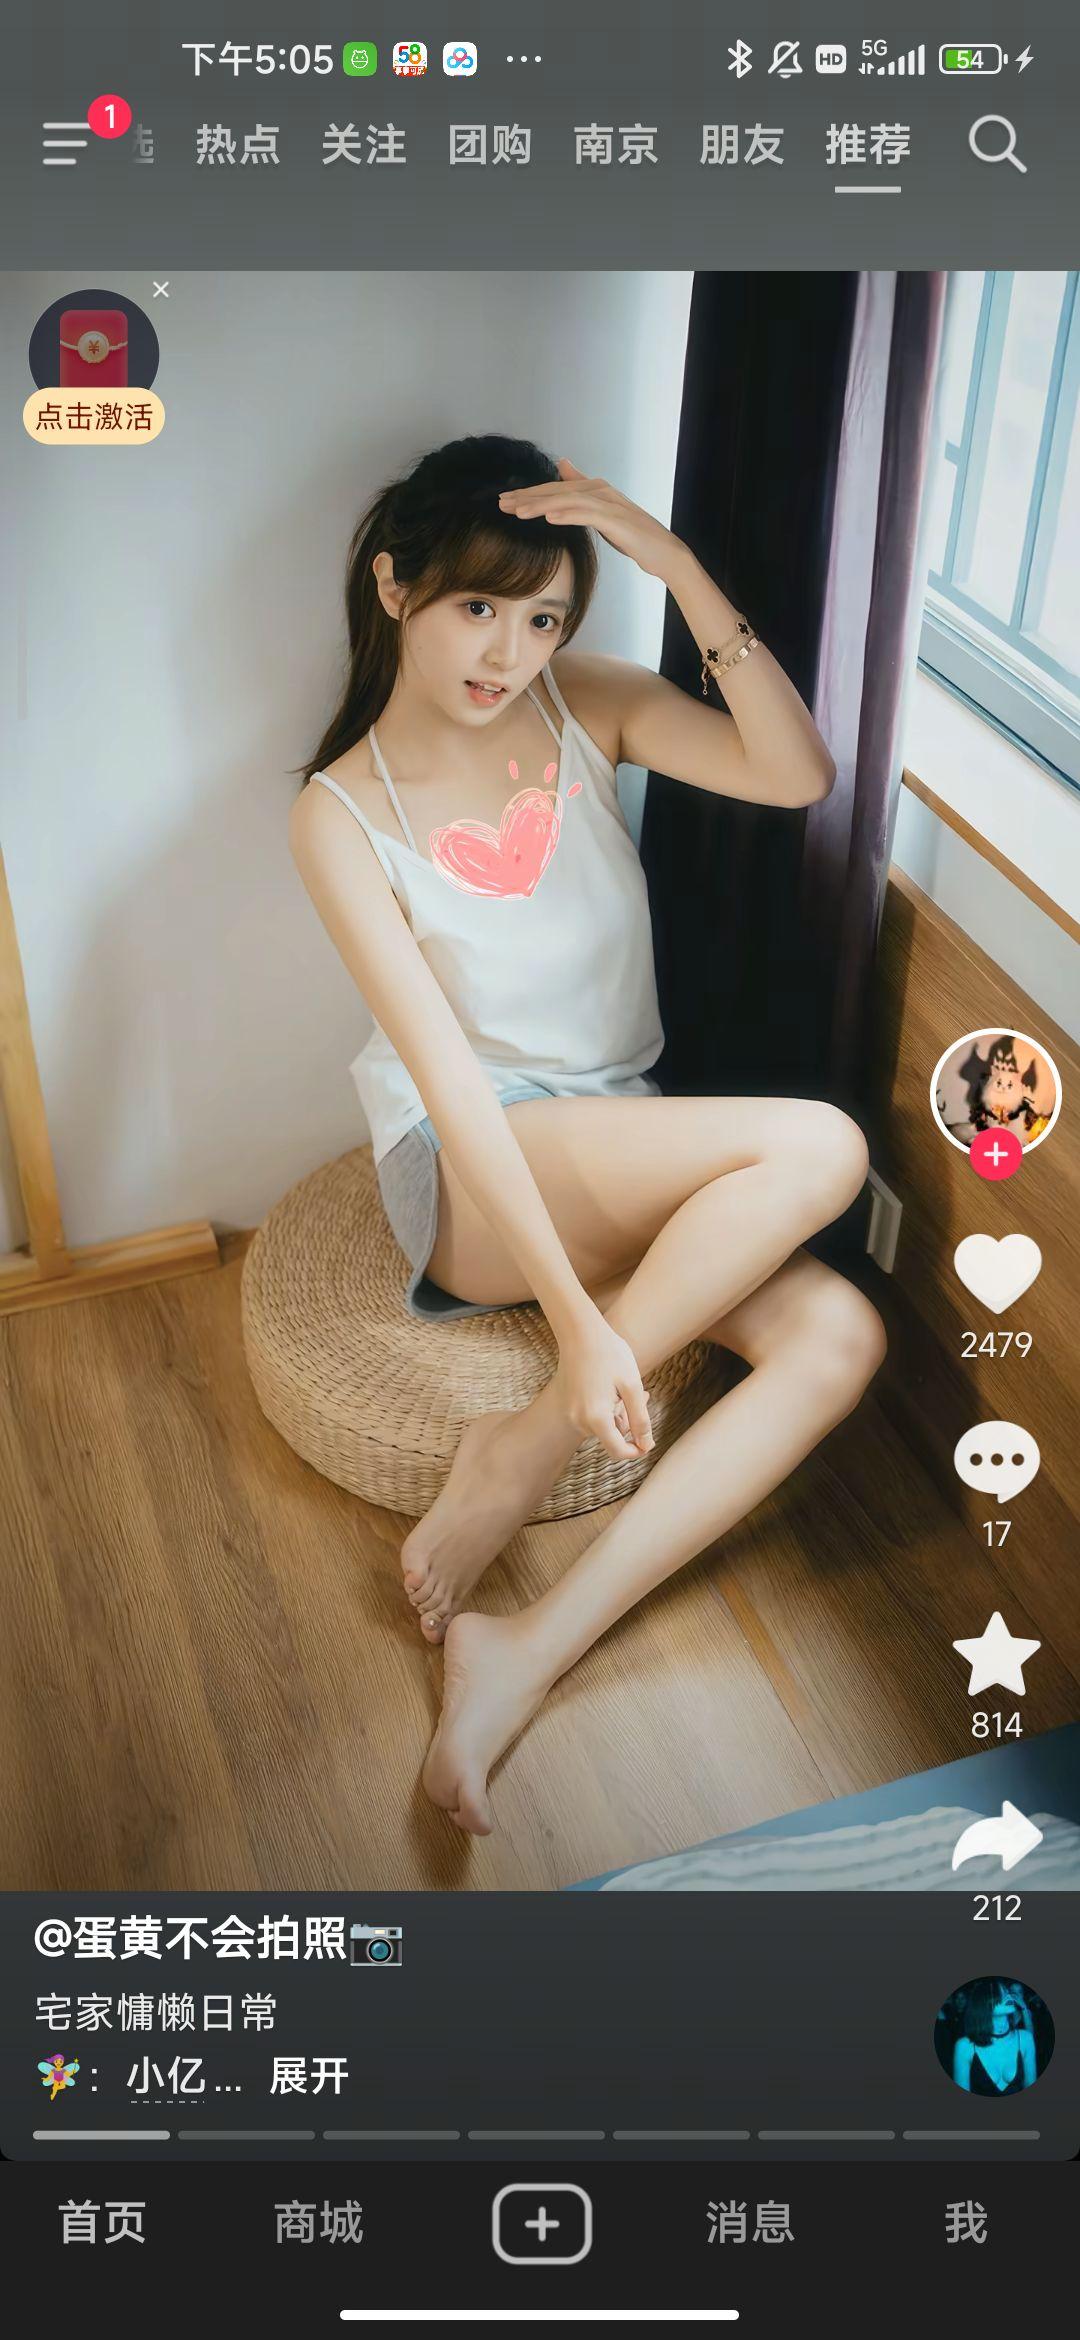 下午5:05 58 ... HD 5G 54
1
选 热点 关注 团购 南京 朋友 推荐
¥
点击激活
2479
17
814
212
@蛋黄不会拍照📷
宅家慵懒日常
🧚‍♀️：小亿... 展开
首页 商城 消息 我